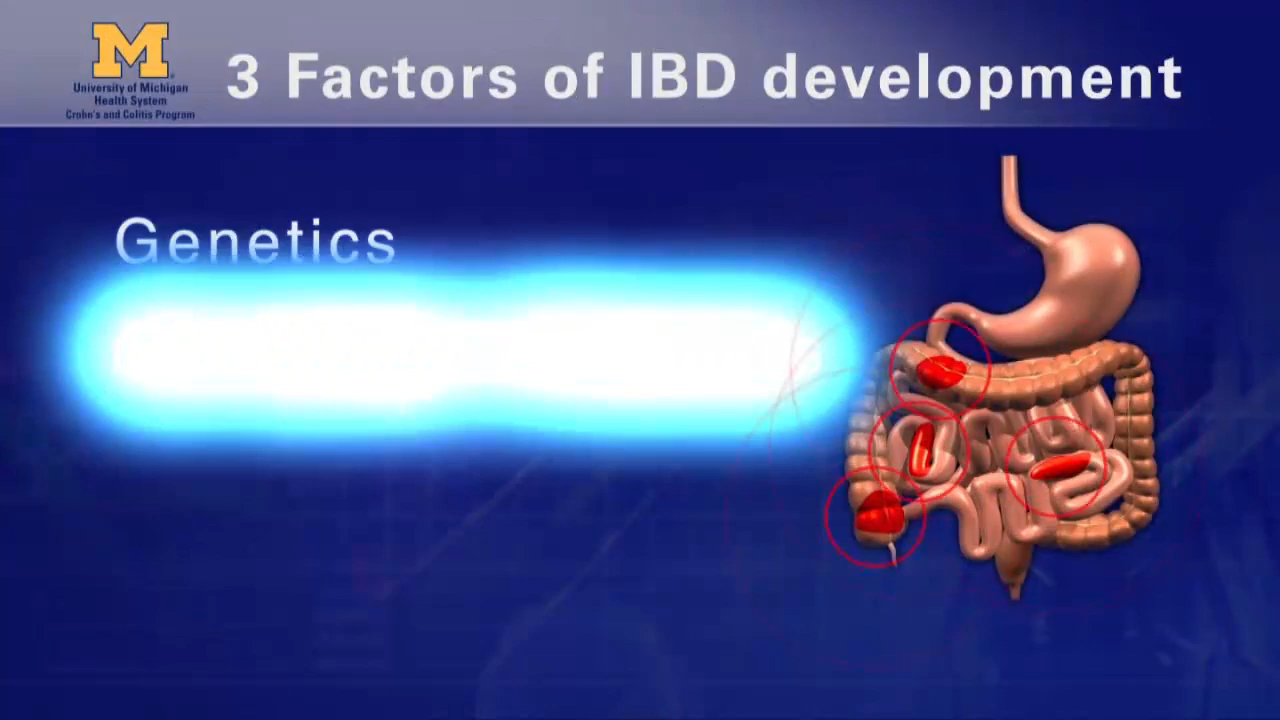 M
University of Michigan
Health System
Crohn's and Colitis Program
3 Factors of IBD development
Genetics